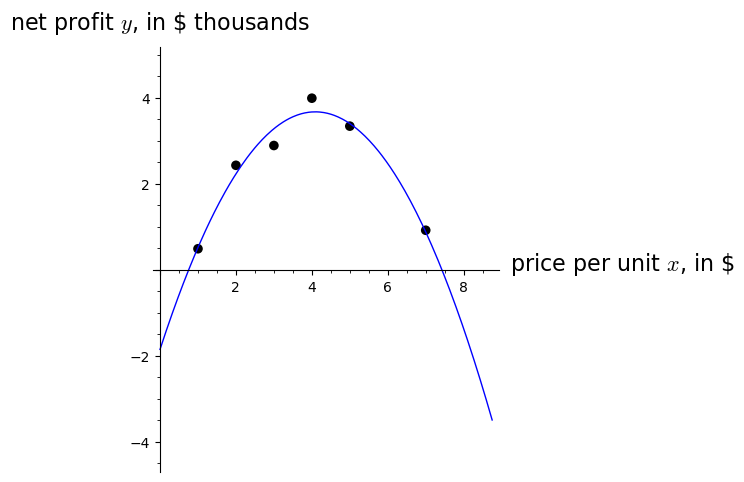 net profit y, in $ thousands
4
2
price per unit x, in $
2 4 6 8
−2
−4